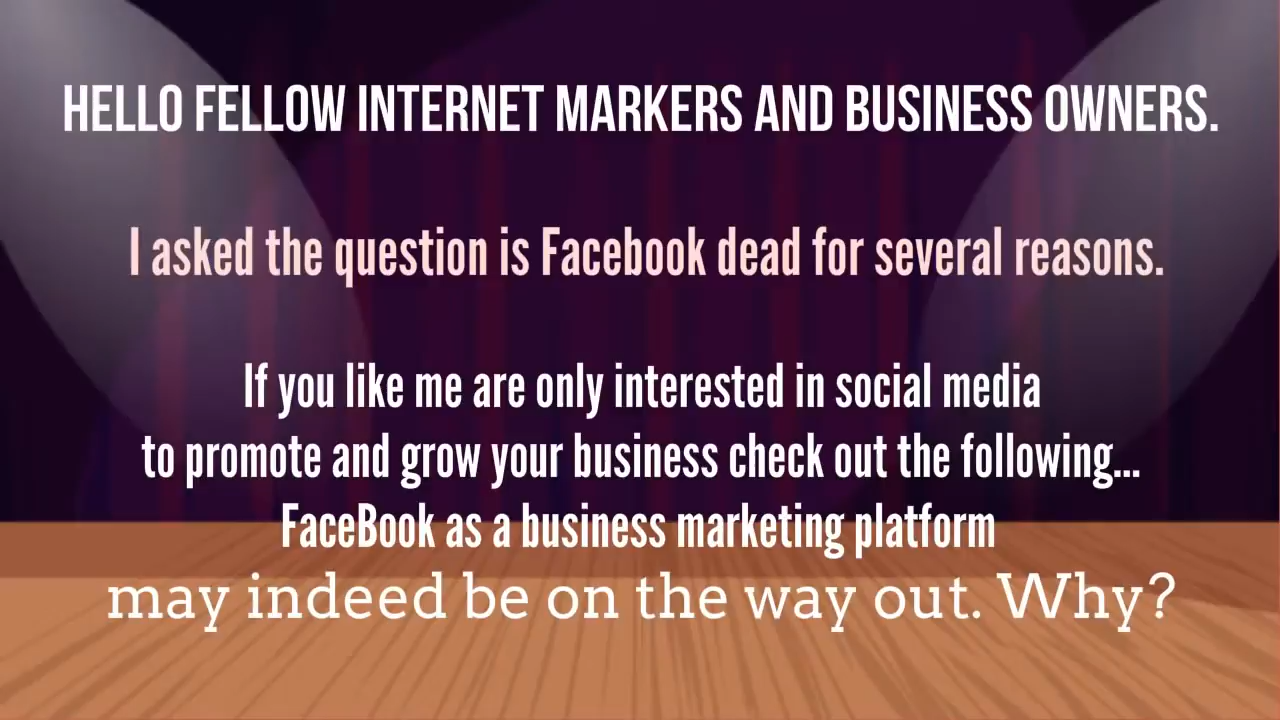 HELLO FELLOW INTERNET MARKERS AND BUSINESS OWNERS.
I asked the question is Facebook dead for several reasons.
If you like me are only interested in social media
to promote and grow your business check out the following...
FaceBook as a business marketing platform
may indeed be on the way out. Why?